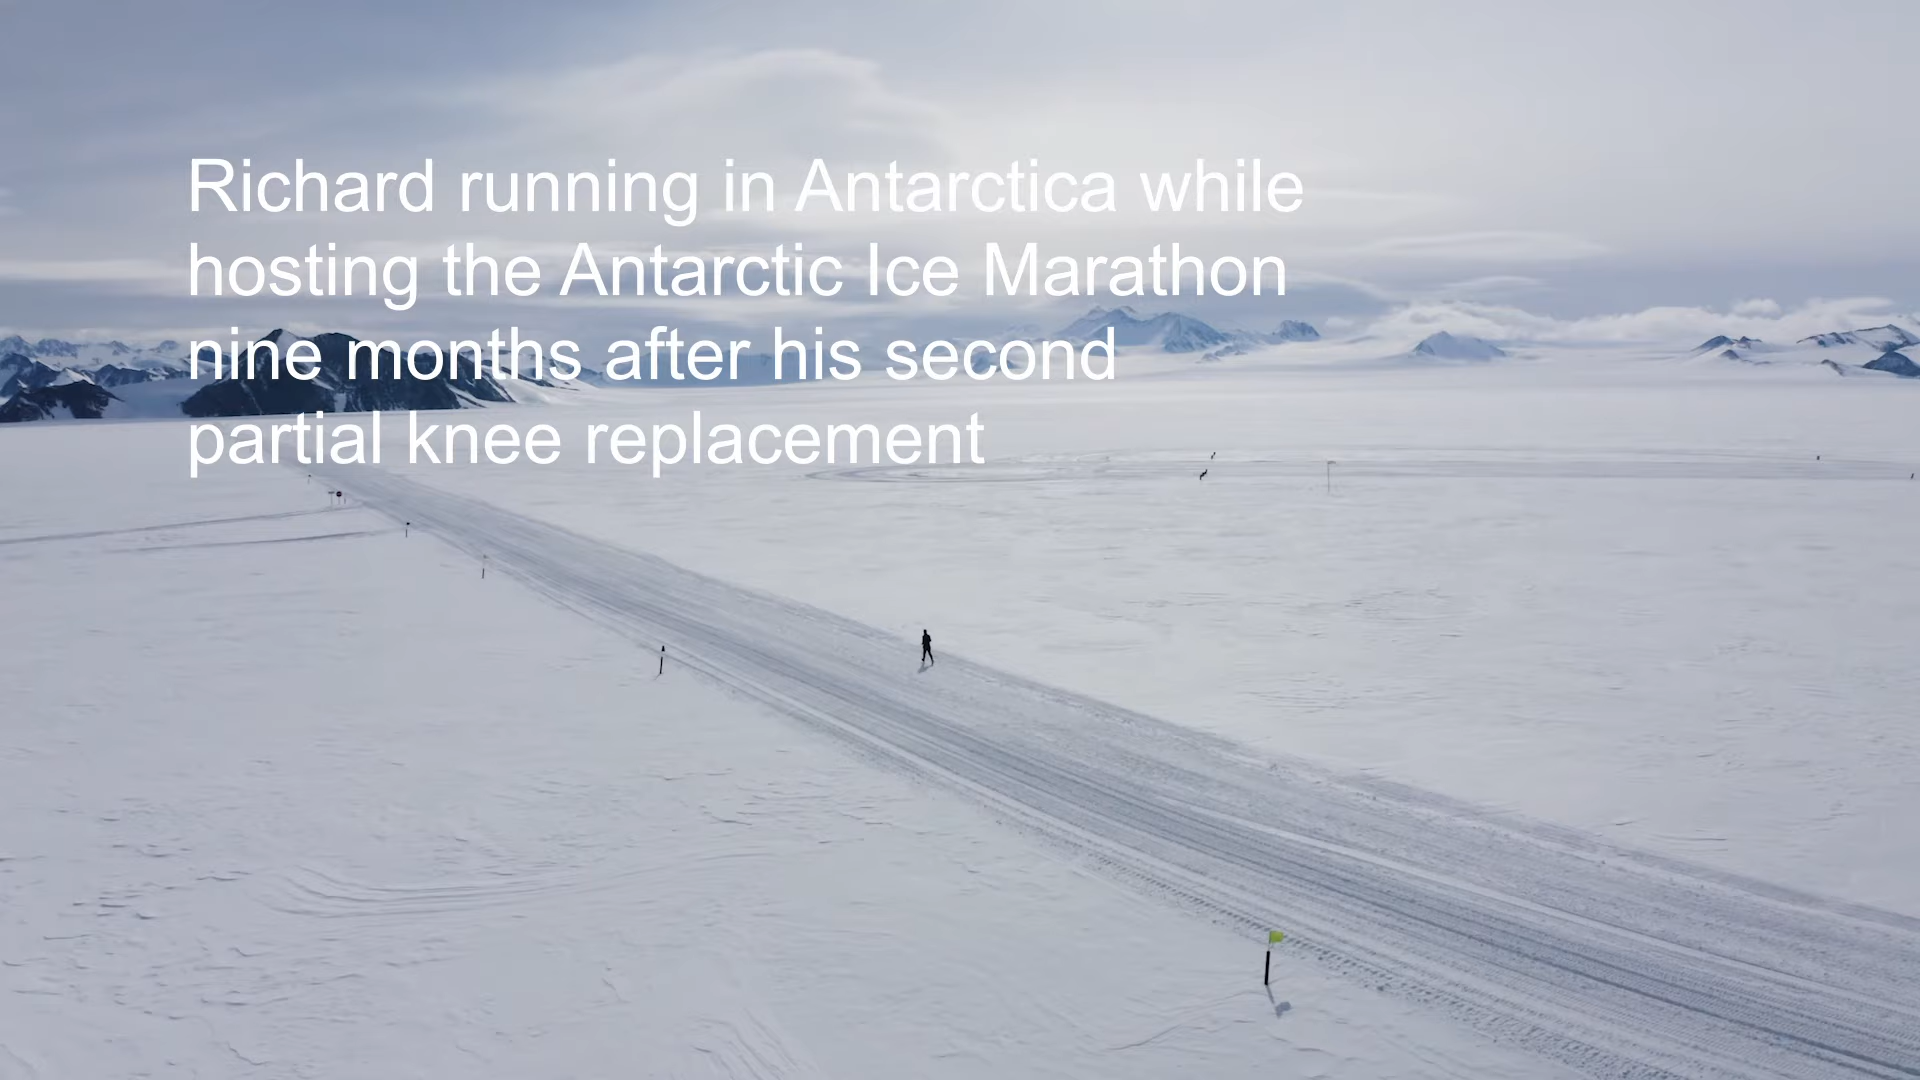 Richard running in Antarctica while
hosting the Antarctic Ice Marathon
nine months after his second
partial knee replacement